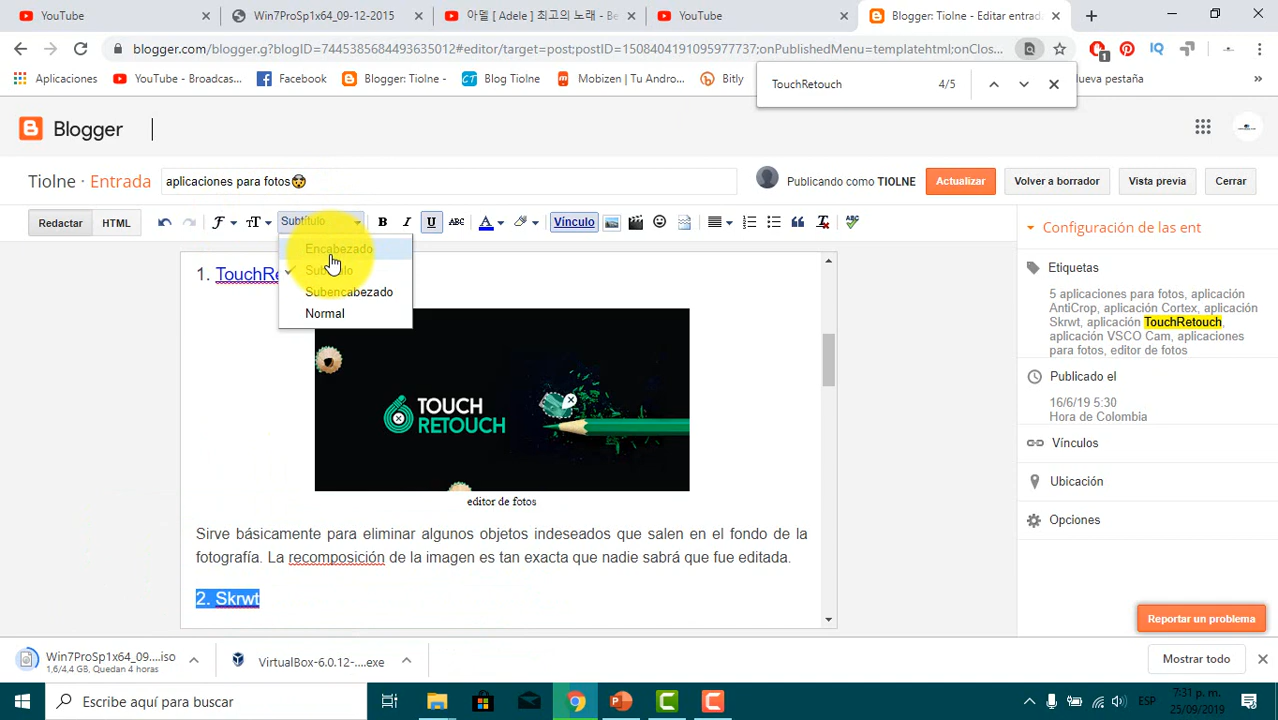 YouTube
Win7ProSp1x64_09-12-2015
아델 [ Adele ] 최고의 노래 - Be
YouTube
Blogger: Tiolne - Editar entrada
blogger.com/blogger.g?blogID=7445385684493635012#editor/target=post;postID=1508404191095977737;onPublishedMenu=templatehtml;onClos...
1
Aplicaciones
YouTube - Broadcas...
Facebook
Blogger: Tiolne -
CT
Blog Tiolne
Mobizen | Tu Andro...
Bitly
Nueva pestaña
TouchRetouch
4/5
Blogger
Tiolne · Entrada
aplicaciones para fotos😨
Publicando como TIOLNE
Actualizar
Volver a borrador
Vista previa
Cerrar
Redactar
HTML
Subtítulo
B I U ABC
A
Vínculo
Encabezado
Subtítulo
Subencabezado
Normal
Configuración de las ent
Etiquetas
5 aplicaciones para fotos, aplicación
AntiCrop, aplicación Cortex, aplicación
Skrwt, aplicación TouchRetouch,
aplicación VSCO Cam, aplicaciones
para fotos, editor de fotos
Publicado el
16/6/19 5:30
Hora de Colombia
Vínculos
Ubicación
Opciones
1. TouchRe
TOUCH
RETOUCH
editor de fotos
Sirve básicamente para eliminar algunos objetos indeseados que salen en el fondo de la
fotografía. La recomposición de la imagen es tan exacta que nadie sabrá que fue editada.
2. Skrwt
Reportar un problema
Win7ProSp1x64_09....iso
1,6/4,4 GB, Quedan 4 horas
VirtualBox-6.0.12-....exe
Mostrar todo
Escribe aquí para buscar
ESP
7:31 p. m.
25/09/2019